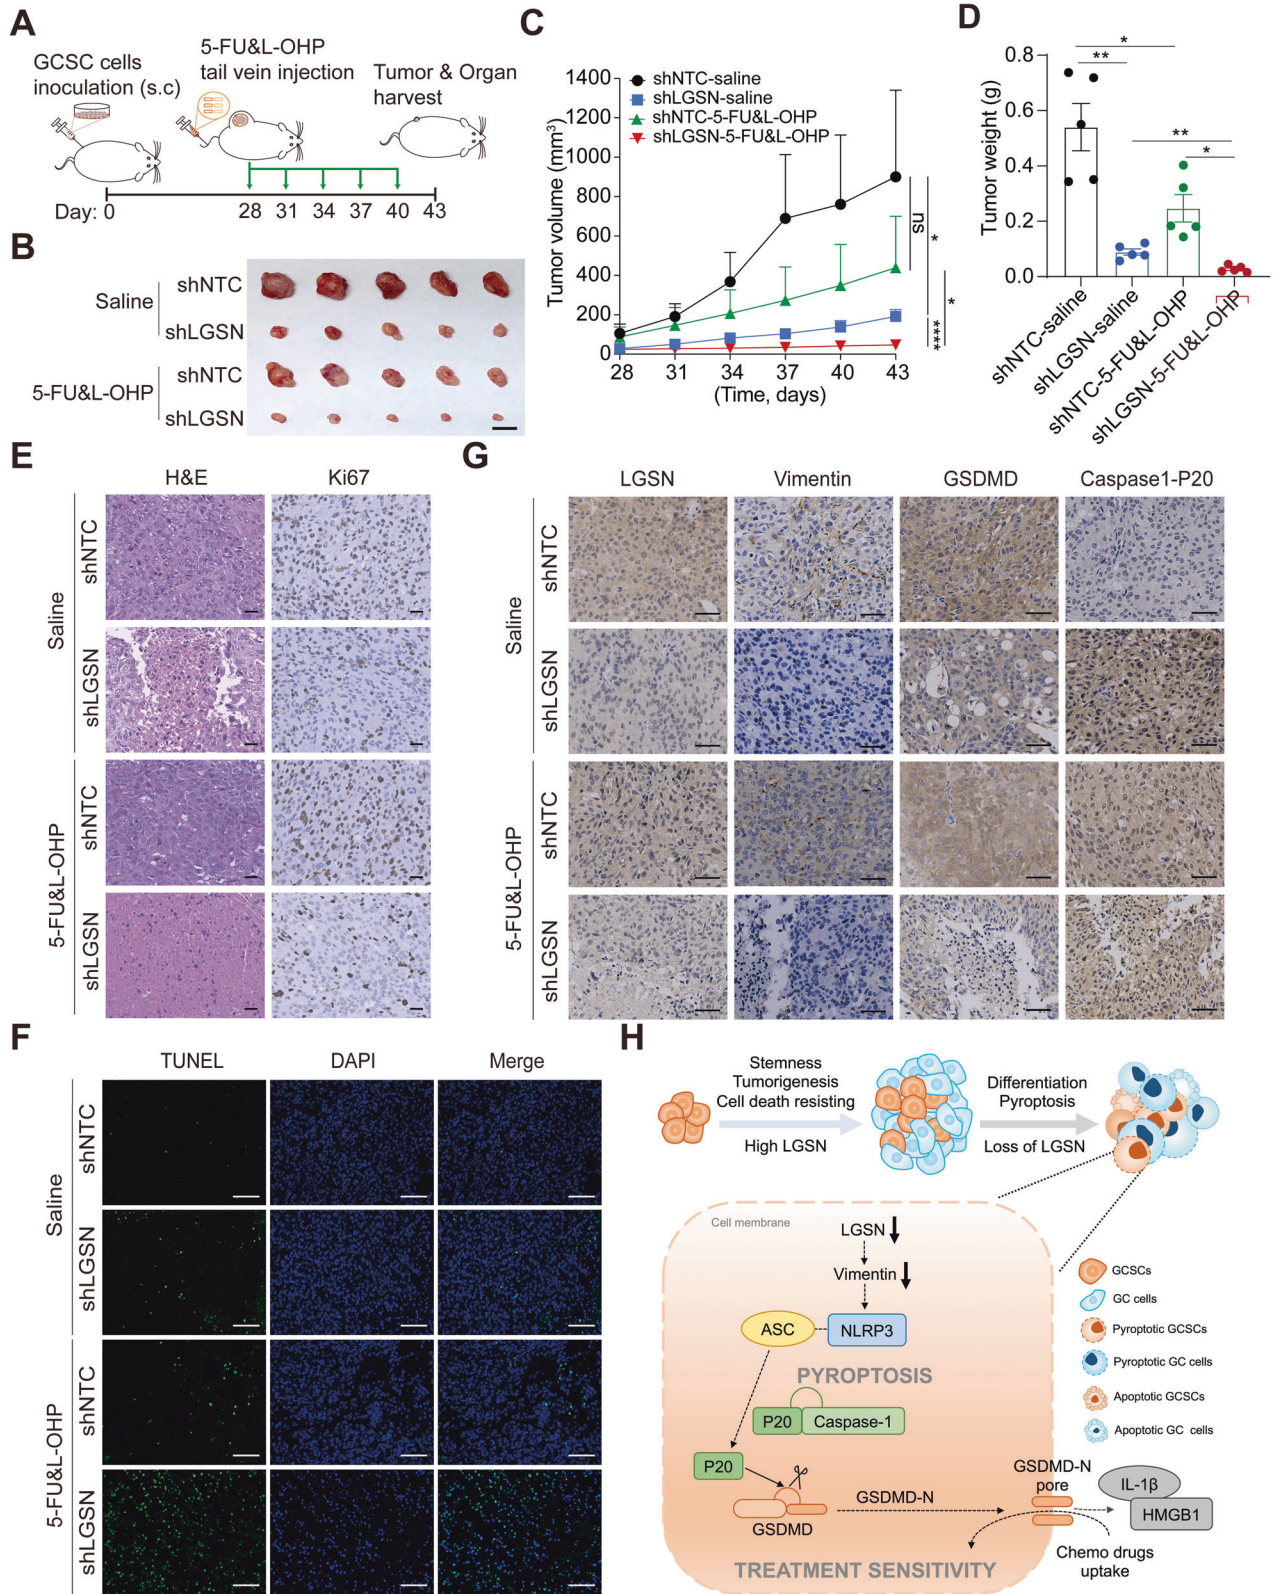 A
GCSC cells
inoculation (s.c)
5-FU&L-OHP
tail vein injection
Tumor & Organ
harvest
Day: 0 28 31 34 37 40 43
B
Saline
shNTC
shLGSN
5-FU&L-OHP
shNTC
shLGSN
C
Tumor volume (mm³)
1400
1200
1000
800
600
400
200
0
28 31 34 37 40 43
(Time, days)
shNTC-saline
shLGSN-saline
shNTC-5-FU&L-OHP
shLGSN-5-FU&L-OHP
ns
*
*
****
D
Tumor weight (g)
0.8
0.6
0.4
0.2
0.0
*
**
**
*
shNTC-saline
shLGSN-saline
shNTC-5-FU&L-OHP
shLGSN-5-FU&L-OHP
E
H&E Ki67
Saline
shNTC
shLGSN
5-FU&L-OHP
shNTC
shLGSN
G
LGSN Vimentin GSDMD Caspase1-P20
Saline
shNTC
shLGSN
5-FU&L-OHP
shNTC
shLGSN
F
TUNEL DAPI Merge
Saline
shNTC
shLGSN
5-FU&L-OHP
shNTC
shLGSN
H
Stemness
Tumorigenesis
Cell death resisting
High LGSN
Differentiation
Pyroptosis
Loss of LGSN
Cell membrane
LGSN
Vimentin
ASC
NLRP3
PYROPTOSIS
P20 Caspase-1
P20
GSDMD
GSDMD-N
GSDMD-N
pore
IL-1β
HMGB1
Chemo drugs
uptake
TREATMENT SENSITIVITY
GCSCs
GC cells
Pyroptotic GCSCs
Pyroptotic GC cells
Apoptotic GCSCs
Apoptotic GC cells